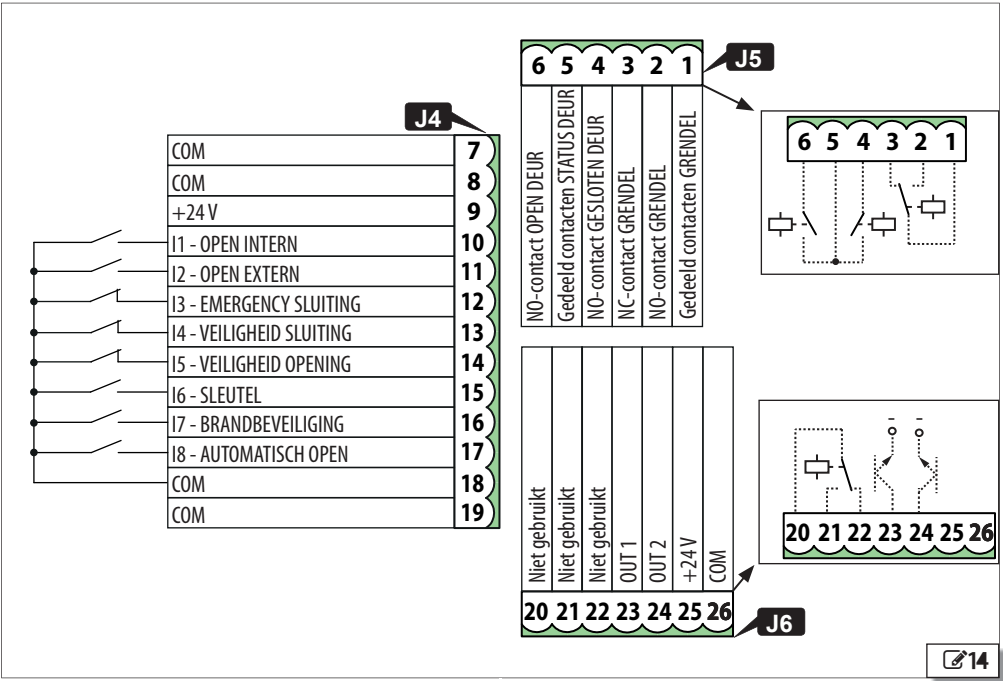 J4
COM 7
COM 8
+24 V 9
I1 - OPEN INTERN 10
I2 - OPEN EXTERN 11
I3 - EMERGENCY SLUITING 12
I4 - VEILIGHEID SLUITING 13
I5 - VEILIGHEID OPENING 14
I6 - SLEUTEL 15
I7 - BRANDBEVEILIGING 16
I8 - AUTOMATISCH OPEN 17
COM 18
COM 19
J5
6 5 4 3 2 1
NO-contact OPEN DEUR
Gedeeld contacten STATUS DEUR
NO-contact GESLOTEN DEUR
NC-contact GRENDEL
NO-contact GRENDEL
Gedeeld contacten GRENDEL
6 5 4 3 2 1
Niet gebruikt
Niet gebruikt
Niet gebruikt
OUT 1
OUT 2
+24 V
COM
20 21 22 23 24 25 26
J6
- -
20 21 22 23 24 25 26
14